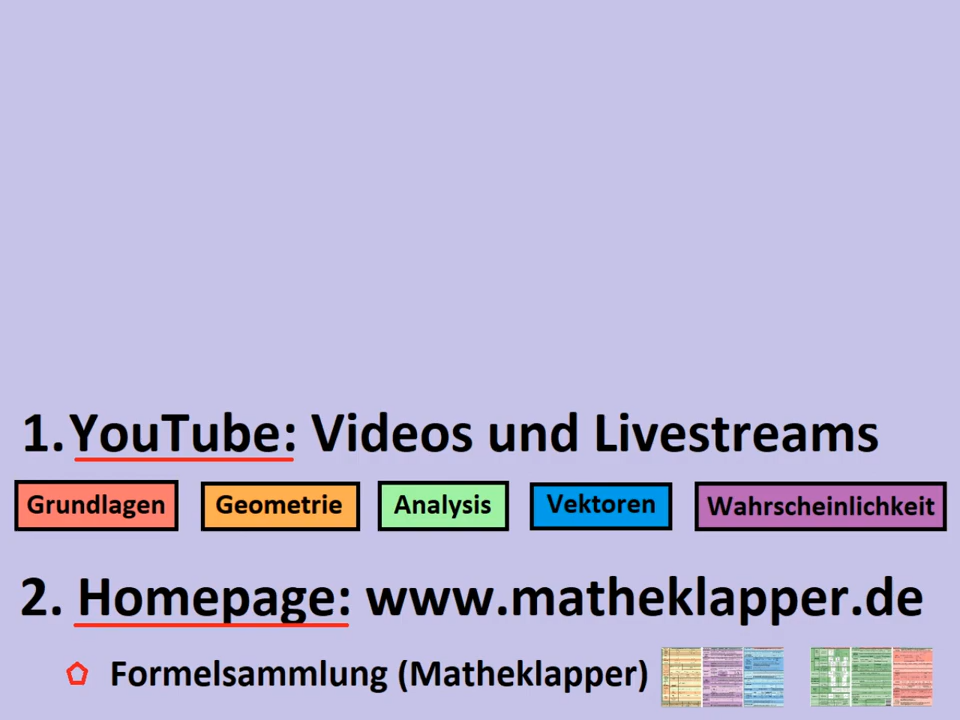 1. YouTube: Videos und Livestreams
Grundlagen Geometrie Analysis Vektoren Wahrscheinlichkeit
2. Homepage: www.matheklapper.de
Formelsammlung (Matheklapper)